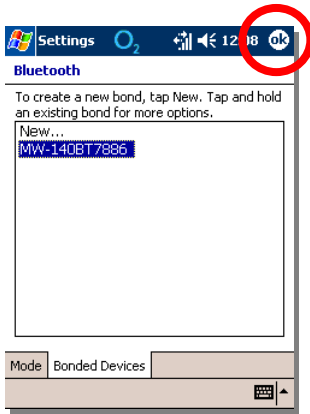 Settings O2 12:08 ok
Bluetooth
To create a new bond, tap New. Tap and hold
an existing bond for more options.
New...
MW-140BT7886
Mode Bonded Devices